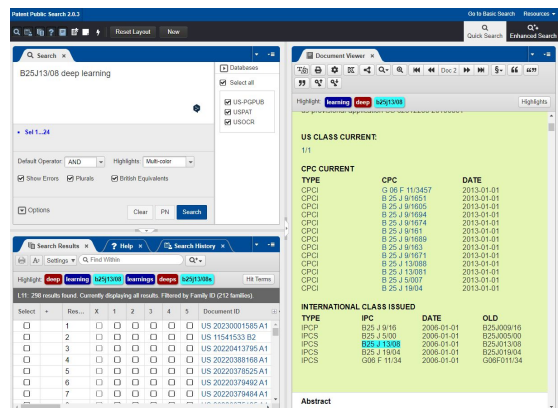 Patent Public Search 2.0.3
Go to Basic Search Resources
Reset Layout New
Quick Search
Enhanced Search
Search ×
B25J13/08 deep learning
Sel 1...24
Default Operator: AND
Highlights Multi-color
Show Errors
Plurals
British Equivalents
Options
Clear PN Search
Databases
Select all
US-PGPUB
USPAT
USOCR
Search Results ×
Help ×
Search History ×
Settings
Find Within
Highlight: deep learning b25j13/08 learnings deeps b25j13/08s
Hit Terms
L11: 298 results found. Currently displaying all results. Filtered by Family ID (212 families).
Select Res... X 1 2 3 4 5 Document ID
1 US 20230001585 A1
2 US 11541533 B2
3 US 20220413795 A1
4 US 20220388168 A1
5 US 20220378525 A1
6 US 20220379492 A1
7 US 20220379484 A1
Document Viewer ×
Doc 2
Highlight: learning deep b25j13/08
Highlights
US CLASS CURRENT:
1/1
CPC CURRENT
TYPE CPC DATE
CPCI G 06 F 11/3457 2013-01-01
CPCI B 25 J 9/1651 2013-01-01
CPCI B 25 J 9/1605 2013-01-01
CPCI B 25 J 9/1694 2013-01-01
CPCI B 25 J 9/1674 2013-01-01
CPCI B 25 J 9/161 2013-01-01
CPCI B 25 J 9/1689 2013-01-01
CPCI B 25 J 9/163 2013-01-01
CPCI B 25 J 9/1671 2013-01-01
CPCI B 25 J 13/088 2013-01-01
CPCI B 25 J 13/081 2013-01-01
CPCI B 25 J 5/007 2013-01-01
CPCI B 25 J 19/04 2013-01-01
INTERNATIONAL CLASS ISSUED
TYPE IPC DATE OLD
IPCP B25 J 9/16 2006-01-01 B25J009/16
IPCS B25 J 5/00 2006-01-01 B25J005/00
IPCS B25 J 13/08 2006-01-01 B25J013/08
IPCS B25 J 19/04 2006-01-01 B25J019/04
IPCS G06 F 11/34 2006-01-01 G06F011/34
Abstract